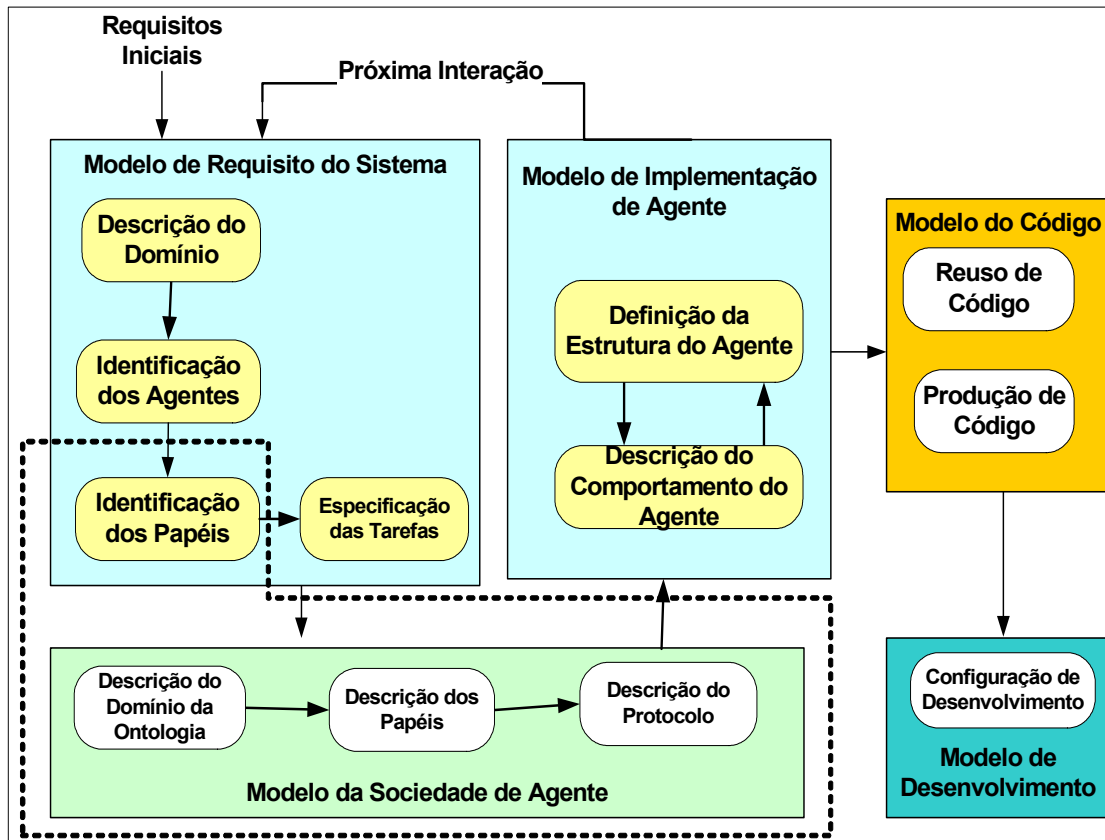 Requisitos
Iniciais
Próxima Interação
Modelo de Requisito do Sistema
Descrição do
Domínio
Identificação
dos Agentes
Identificação
dos Papéis
Especificação
das Tarefas
Modelo de Implementação
de Agente
Definição da
Estrutura do Agente
Descrição do
Comportamento do
Agente
Modelo do Código
Reuso de
Código
Produção de
Código
Descrição do
Domínio da
Ontologia
Descrição dos
Papéis
Descrição do
Protocolo
Modelo da Sociedade de Agente
Configuração de
Desenvolvimento
Modelo de
Desenvolvimento